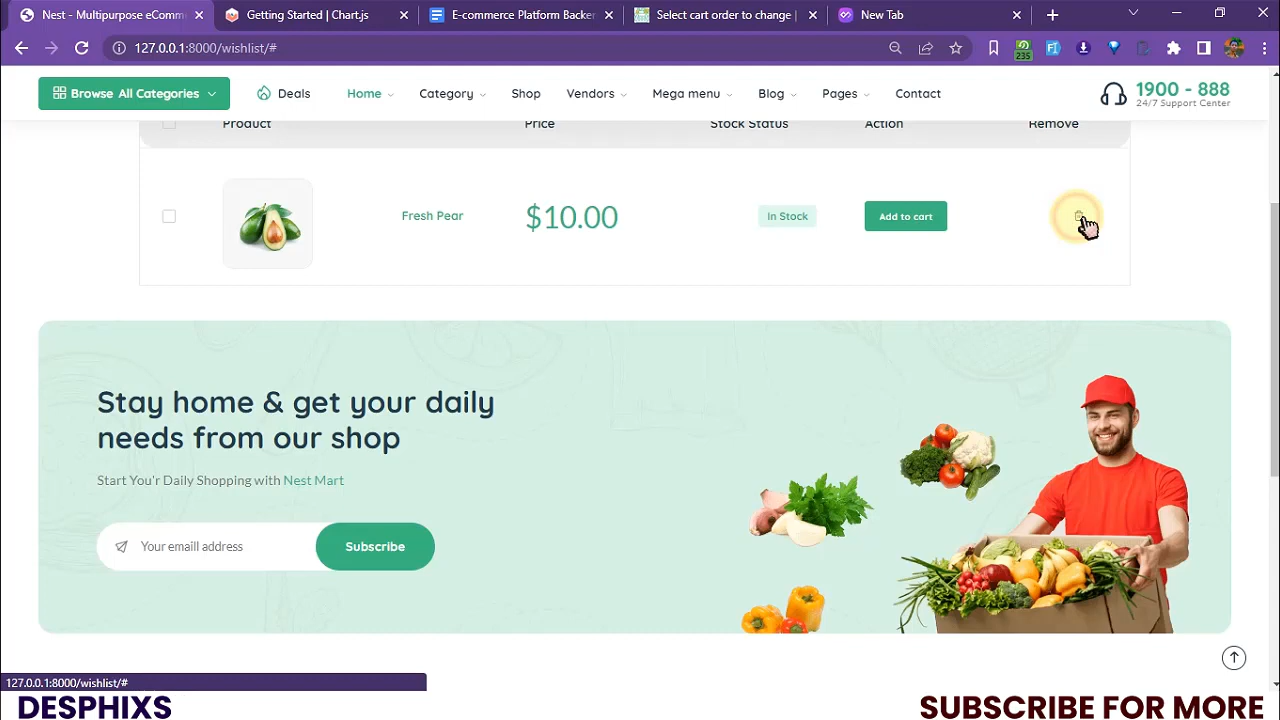 Nest - Multipurpose eComm
Getting Started | Chart.js
E-commerce Platform Backer
Select cart order to change |
New Tab
127.0.0.1:8000/wishlist/#
235
Browse All Categories
Deals
Home
Category
Shop
Vendors
Mega menu
Blog
Pages
Contact
1900 - 888
24/7 Support Center
Product
Price
Stock Status
Action
Remove
Fresh Pear
$10.00
In Stock
Add to cart
Stay home & get your daily
needs from our shop
Start You'r Daily Shopping with Nest Mart
Your emaill address
Subscribe
127.0.0.1:8000/wishlist/#
DESPHIXS
SUBSCRIBE FOR MORE